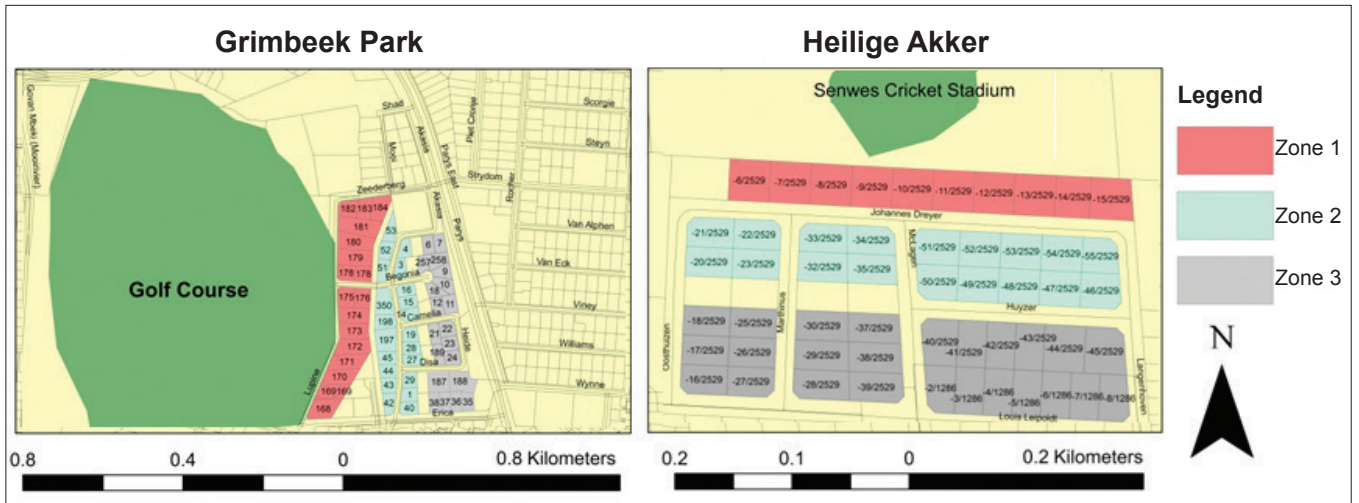 Grimbeek Park
Heilige Akker
Govan Mbeki (Mooirivier)
Golf Course
Shad
Akasia
Mooi
Parys East
Piet Cronje
Scorgie
Steyn
Zeederberg
Strydom
Rocher
Akasia
Parys
Van Alphen
Van Eck
Viney
Williams
Wynne
Begonia
Camelia
Disa
Heide
Erica
Lupine
182 183 184
181
180
179
178 178
175 176
174
173
172
171
170
169 169
168
53
52
51
4
3
6 7
257 258
9
10
18
12 11
16
15
14
350
198
197
45
44
43
42
19
28
27
21 22
23
189 24
29
1
40
187 188
38 37 36 35
0.8 0.4 0 0.8 Kilometers
Senwes Cricket Stadium
-6/2529 -7/2529 -8/2529 -9/2529 -10/2529 -11/2529 -12/2529 -13/2529 -14/2529 -15/2529
Johannes Dreyer
-21/2529 -22/2529 -33/2529 -34/2529 -51/2529 -52/2529 -53/2529 -54/2529 -55/2529
-20/2529 -23/2529 -32/2529 -35/2529 -50/2529 -49/2529 -48/2529 -47/2529 -46/2529
Huyzer
Marthinus
Oosthuizen
Langenhoven
-18/2529 -25/2529 -30/2529 -37/2529 -40/2529 -41/2529 -42/2529 -43/2529 -44/2529 -45/2529
-17/2529 -26/2529 -29/2529 -38/2529
-16/2529 -27/2529 -28/2529 -39/2529 -2/1286 -3/1286 -4/1286 -5/1286 -6/1286 -7/1286 -8/1286
Louis Leipoldt
0.2 0.1 0 0.2 Kilometers
Legend
Zone 1
Zone 2
Zone 3
N